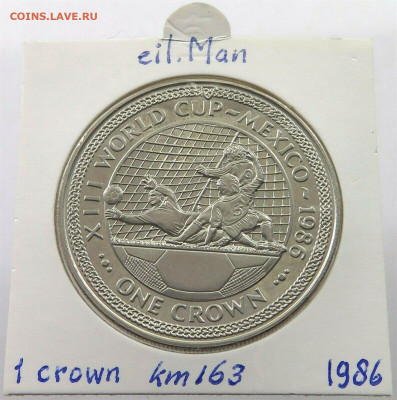 COINS.LAVE.RU
eil. Man
XIII WORLD CUP~MEXICO~1986
ONE CROWN
1 crown km163 1986